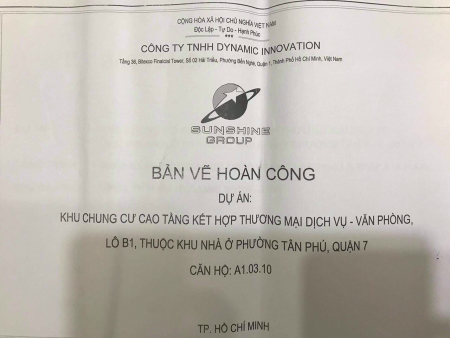 CỘNG HÒA XÃ HỘI CHỦ NGHĨA VIỆT NAM
Độc Lập - Tự Do - Hạnh Phúc
***
CÔNG TY TNHH DYNAMIC INNOVATION
Tầng 36, Bitexco Financial Tower, Số 02 Hải Triều, Phường Bến Nghé, Quận 1, Thành Phố Hồ Chí Minh, Việt Nam
SUNSHINE
GROUP
BẢN VẼ HOÀN CÔNG
DỰ ÁN:
KHU CHUNG CƯ CAO TẦNG KẾT HỢP THƯƠNG MẠI DỊCH VỤ - VĂN PHÒNG,
LÔ B1, THUỘC KHU NHÀ Ở PHƯỜNG TÂN PHÚ, QUẬN 7
CĂN HỘ: A1.03.10
TP. HỒ CHÍ MINH